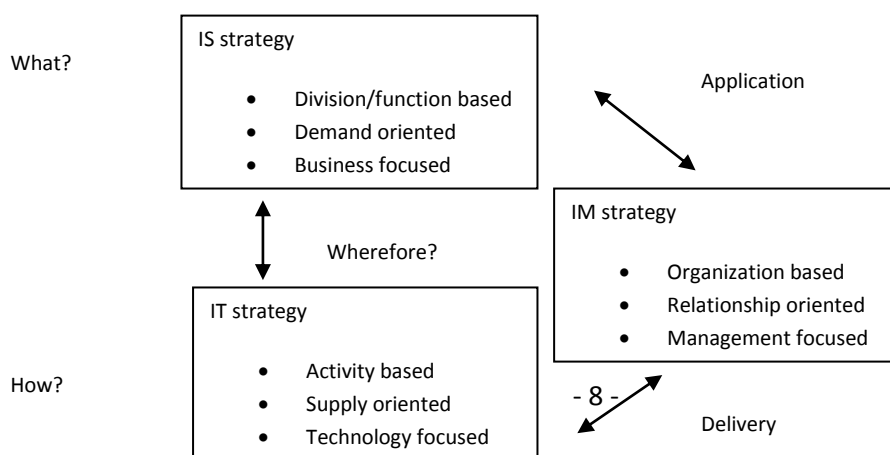 IS strategy
What?
• Division/function based
Application
• Demand oriented
• Business focused
IM strategy
Wherefore?
• Organization based
IT strategy
• Relationship oriented
• Management focused
• Activity based
How?
• Supply oriented
- 8 -
• Technology focused
Delivery